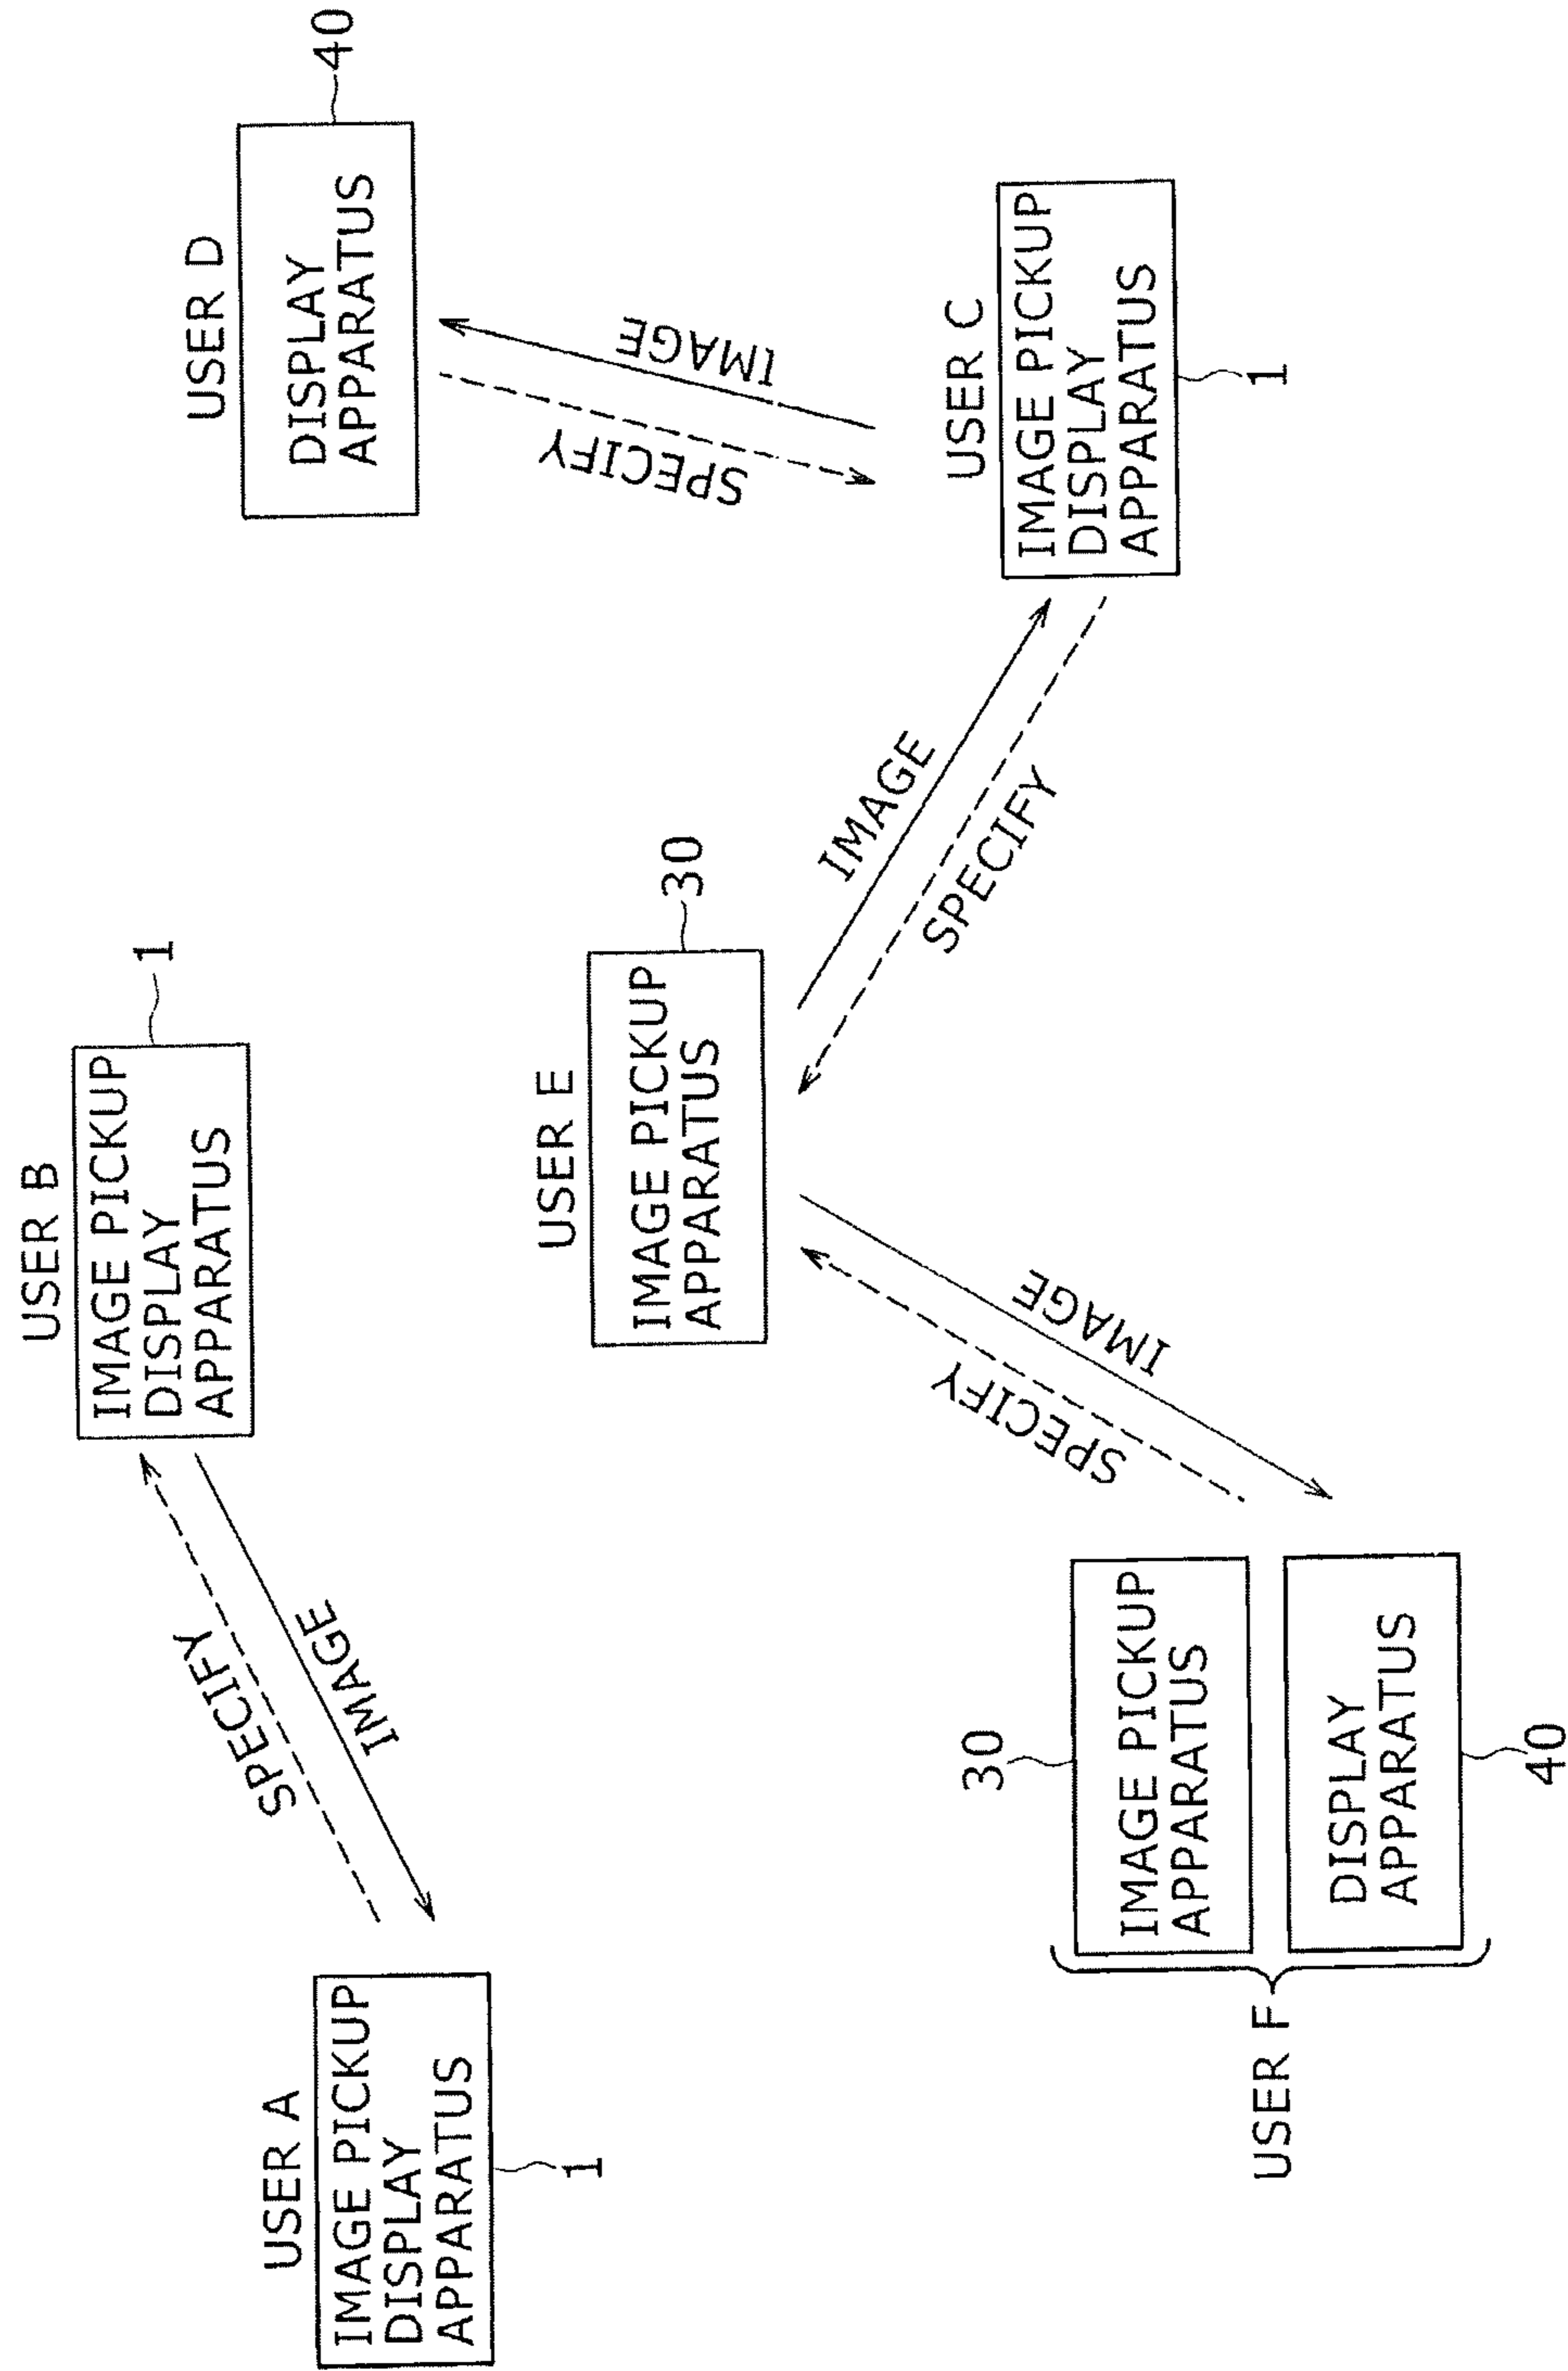 USER A
IMAGE PICKUP
DISPLAY
APPARATUS
1
SPECIFY
IMAGE
USER B
IMAGE PICKUP
DISPLAY
APPARATUS
1
USER E
IMAGE PICKUP
APPARATUS
30
USER D
DISPLAY
APPARATUS
40
SPECIFY
IMAGE
USER C
IMAGE PICKUP
DISPLAY
APPARATUS
1
IMAGE
SPECIFY
SPECIFY
IMAGE
USER F
30
IMAGE PICKUP
APPARATUS
DISPLAY
APPARATUS
40